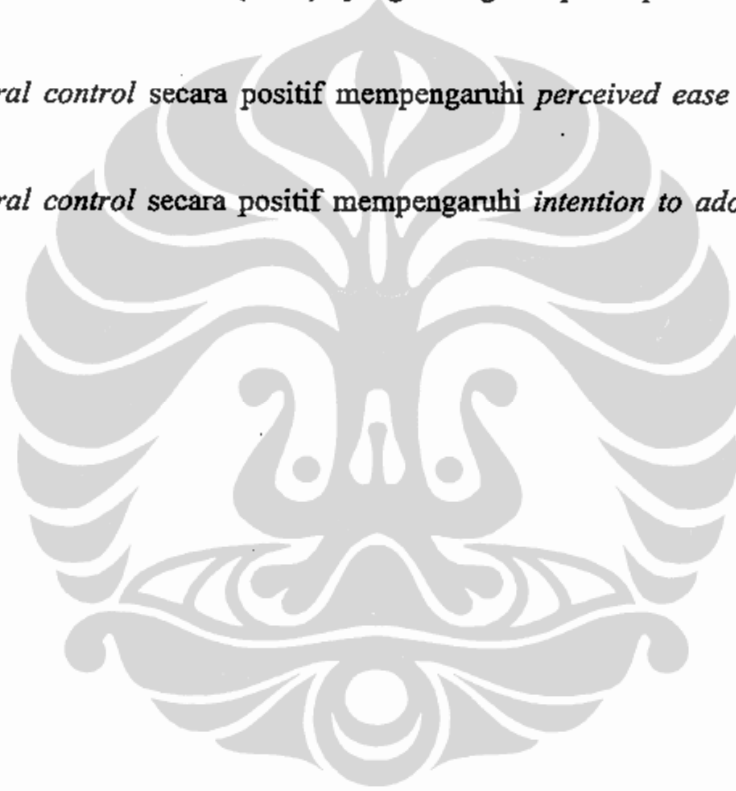 ral control secara positif mempengaruhi perceived ease
ral control secara positif mempengaruhi intention to ado